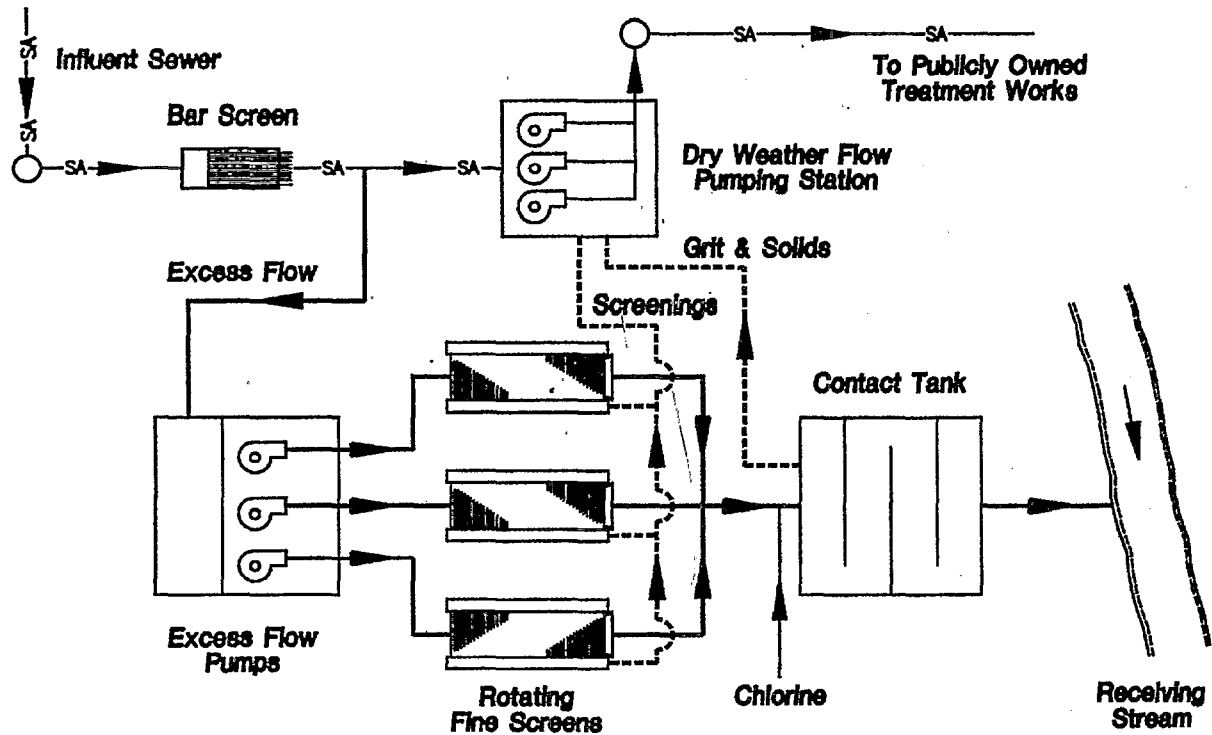 SA
SA
Influent Sewer
SA
SA
To Publicly Owned
Treatment Works
Bar Screen
SA
SA
SA
Dry Weather Flow
Pumping Station
Grit & Solids
Excess Flow
Screenings
Contact Tank
Excess Flow
Pumps
Rotating
Fine Screens
Chlorine
Receiving
Stream